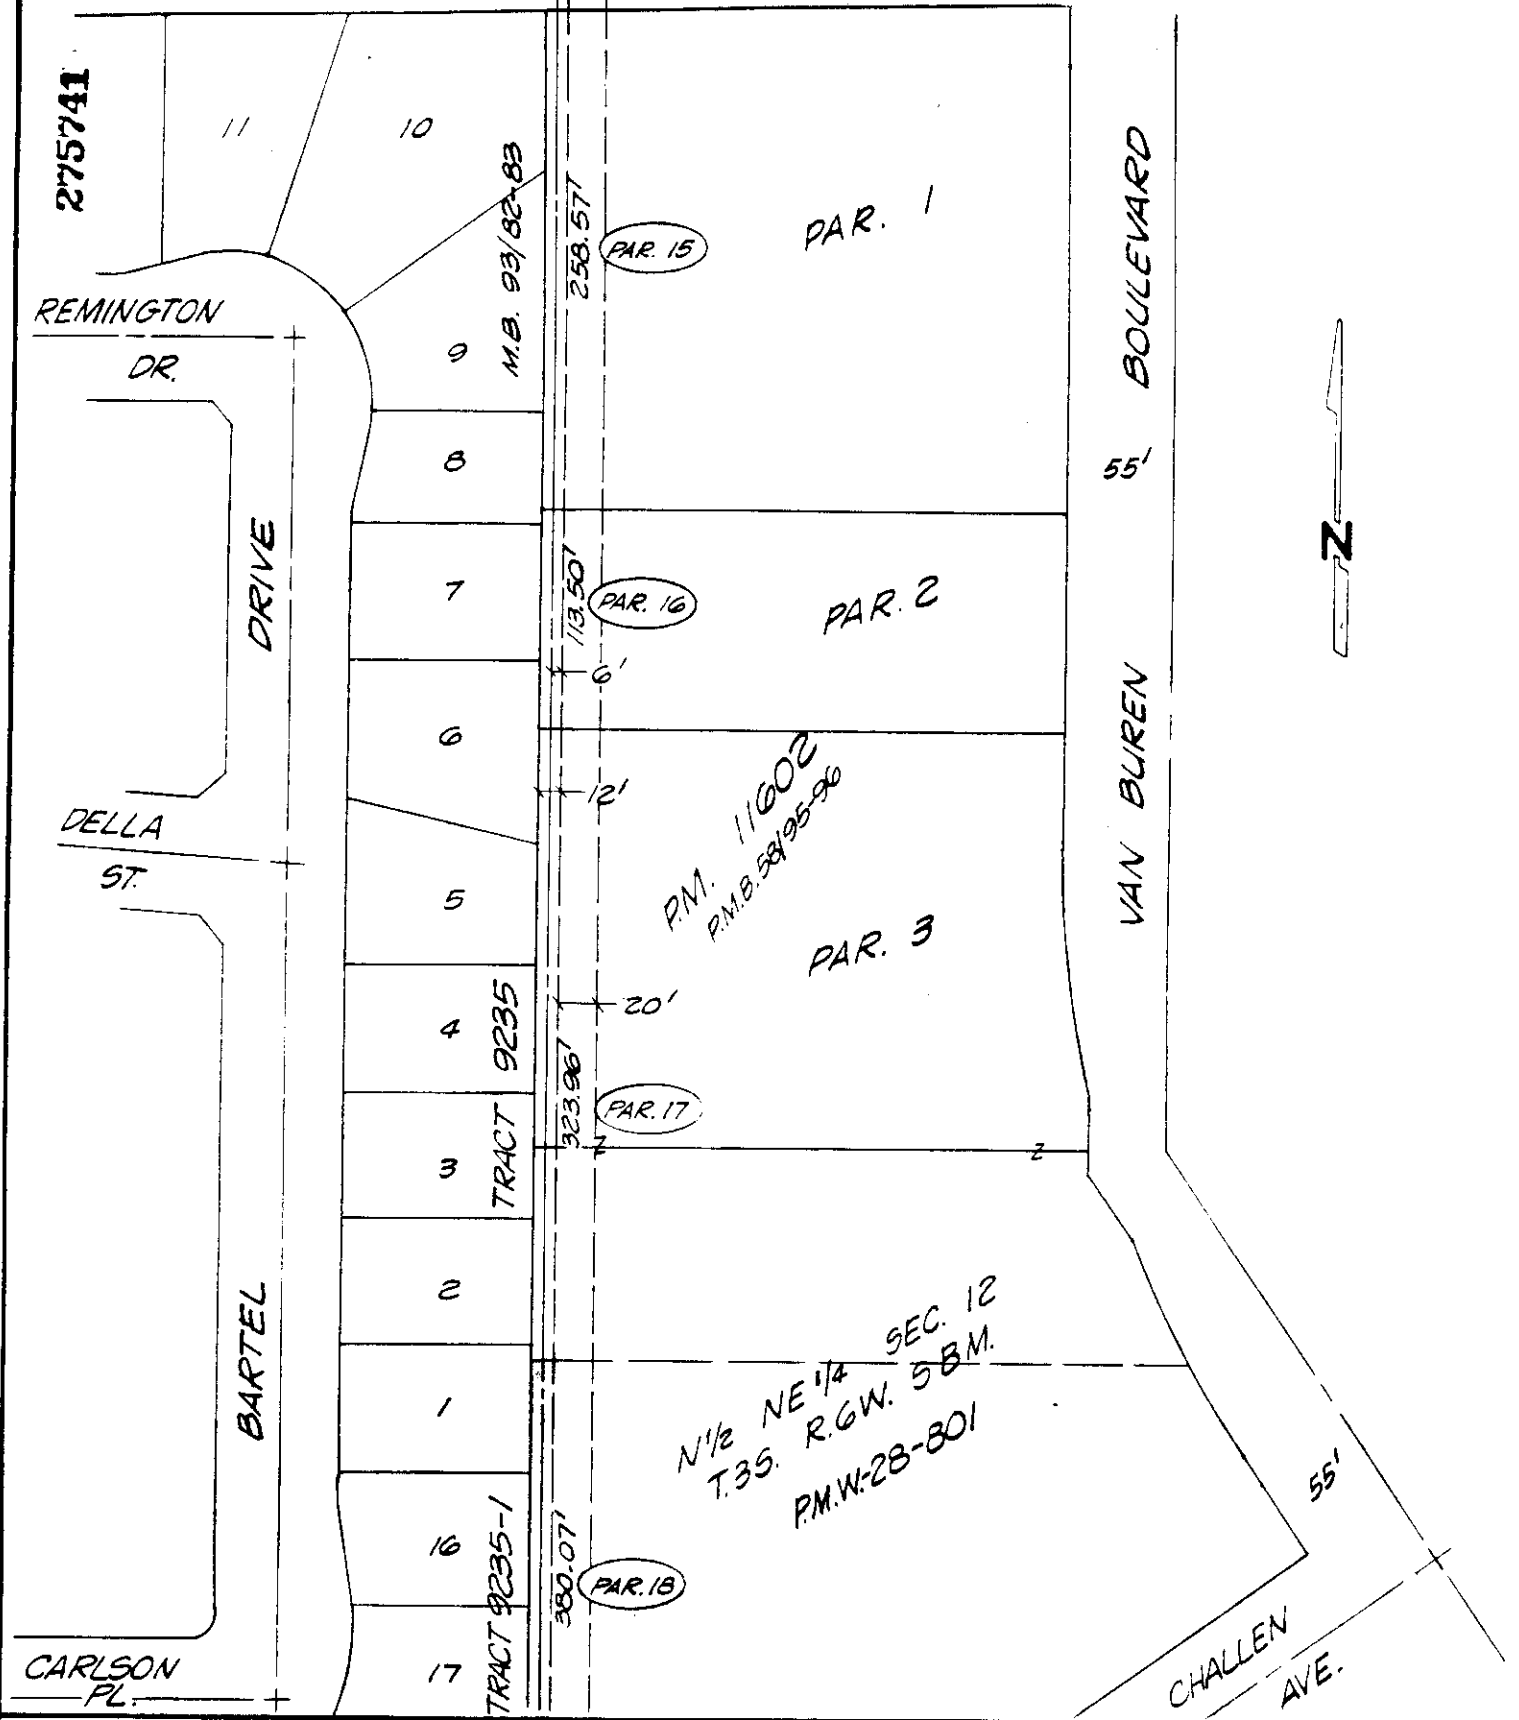 275741
11
10
M.B. 93/82-83
258.57'
PAR. 15
PAR. 1
VAN BUREN BOULEVARD
REMINGTON
DR.
9
8
55'
N
BARTEL DRIVE
7
113.50'
PAR. 16
PAR. 2
6'
6
12'
P.M. 11602
P.M.B. 58/95-96
DELLA
ST.
5
PAR. 3
4
20'
TRACT 9235
323.96'
PAR. 17
3
Z
Z
2
N 1/2 NE 1/4 SEC. 12
T.3S. R.6W. S B M.
P.M.W.-28-801
1
55'
16
TRACT 9235-1
380.07'
PAR. 18
17
CARLSON
PL.
CHALLEN
AVE.